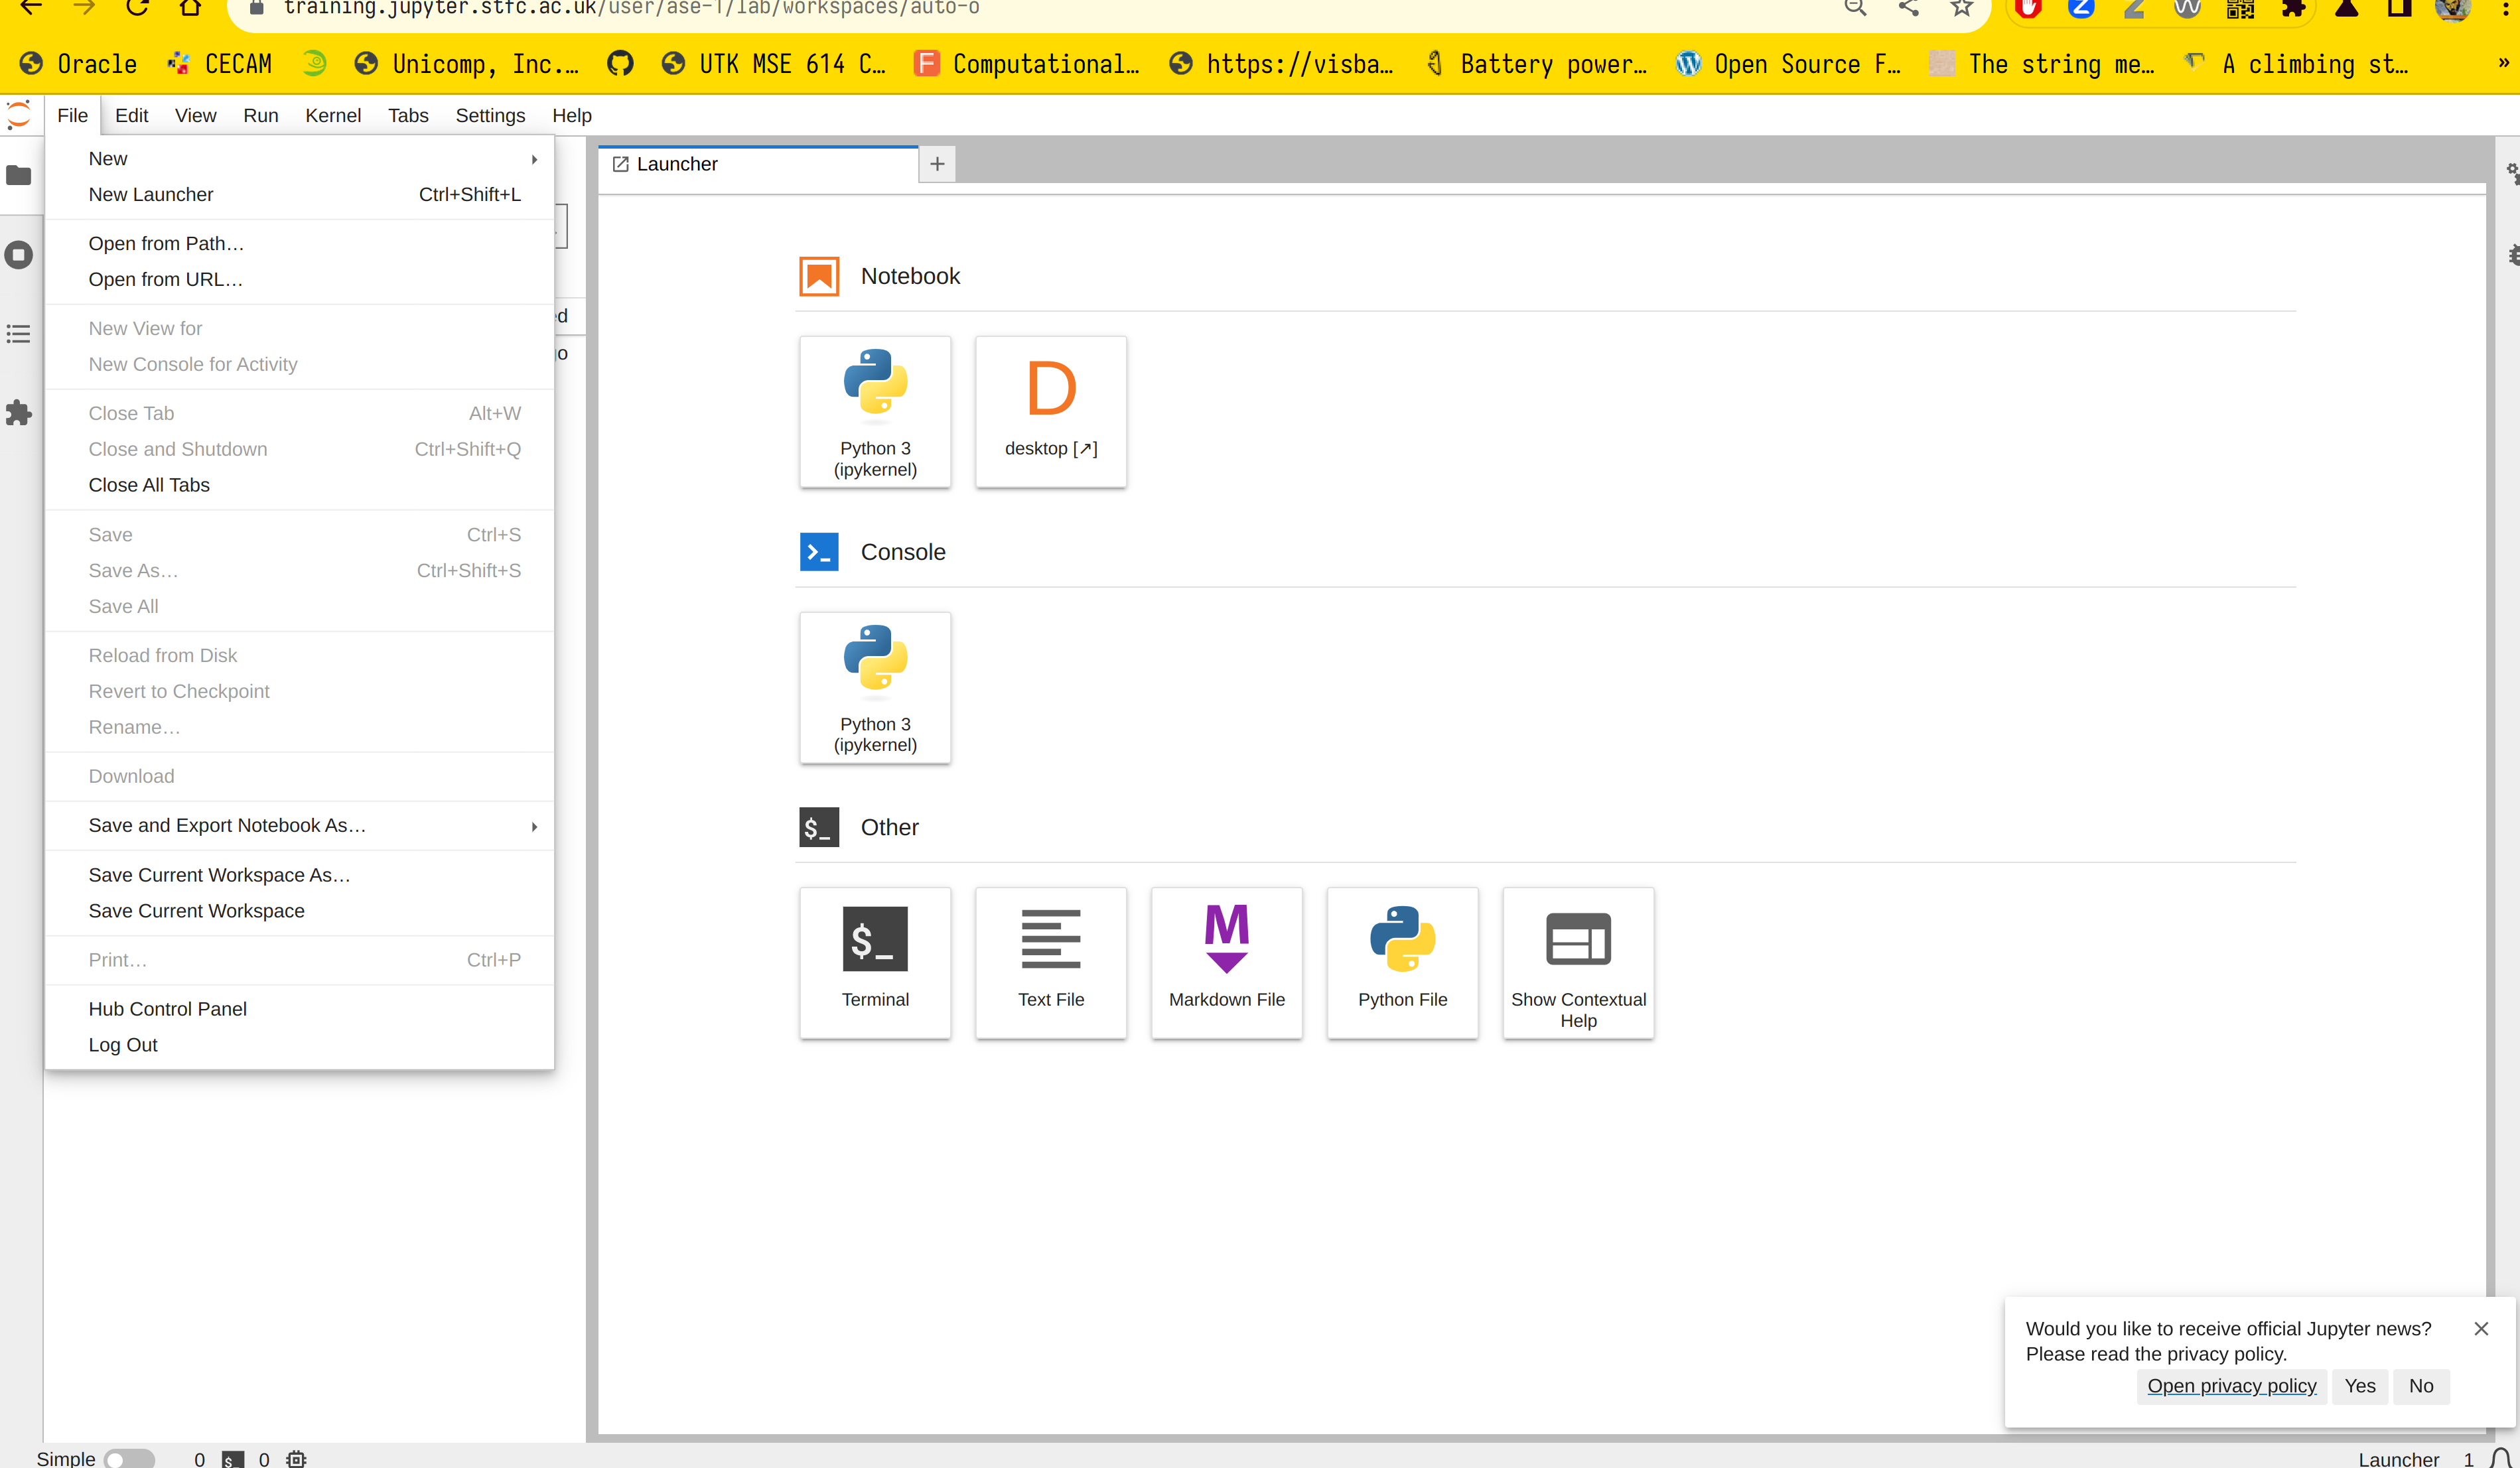 training.jupyter.stfc.ac.uk/user/ase-1/lab/workspaces/auto-o
Oracle CECAM Unicomp, Inc.… UTK MSE 614 C… Computational… https://visba… Battery power… Open Source F… The string me… A climbing st… »
File Edit View Run Kernel Tabs Settings Help
New
New Launcher Ctrl+Shift+L
Open from Path…
Open from URL…
New View for
New Console for Activity
Close Tab Alt+W
Close and Shutdown Ctrl+Shift+Q
Close All Tabs
Save Ctrl+S
Save As… Ctrl+Shift+S
Save All
Reload from Disk
Revert to Checkpoint
Rename…
Download
Save and Export Notebook As…
Save Current Workspace As…
Save Current Workspace
Print… Ctrl+P
Hub Control Panel
Log Out
Launcher
Notebook
Python 3
(ipykernel)
D
desktop [↗]
Console
Python 3
(ipykernel)
$_ Other
$_
Terminal
Text File
M
Markdown File
Python File
Show Contextual
Help
Would you like to receive official Jupyter news?
Please read the privacy policy.
Open privacy policy Yes No
Simple 0 $_ 0
Launcher 1